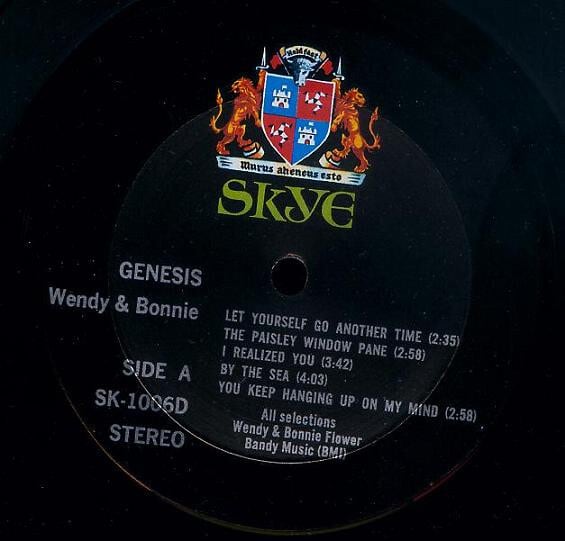 Hold fast
Murus aheneus esto
SKYE
GENESIS
Wendy & Bonnie
LET YOURSELF GO ANOTHER TIME (2:35)
THE PAISLEY WINDOW PANE (2:58)
I REALIZED YOU (3:42)
BY THE SEA (4:03)
YOU KEEP HANGING UP ON MY MIND (2:58)
SIDE A
SK-1006D
STEREO
All selections
Wendy & Bonnie Flower
Bandy Music (BMI)